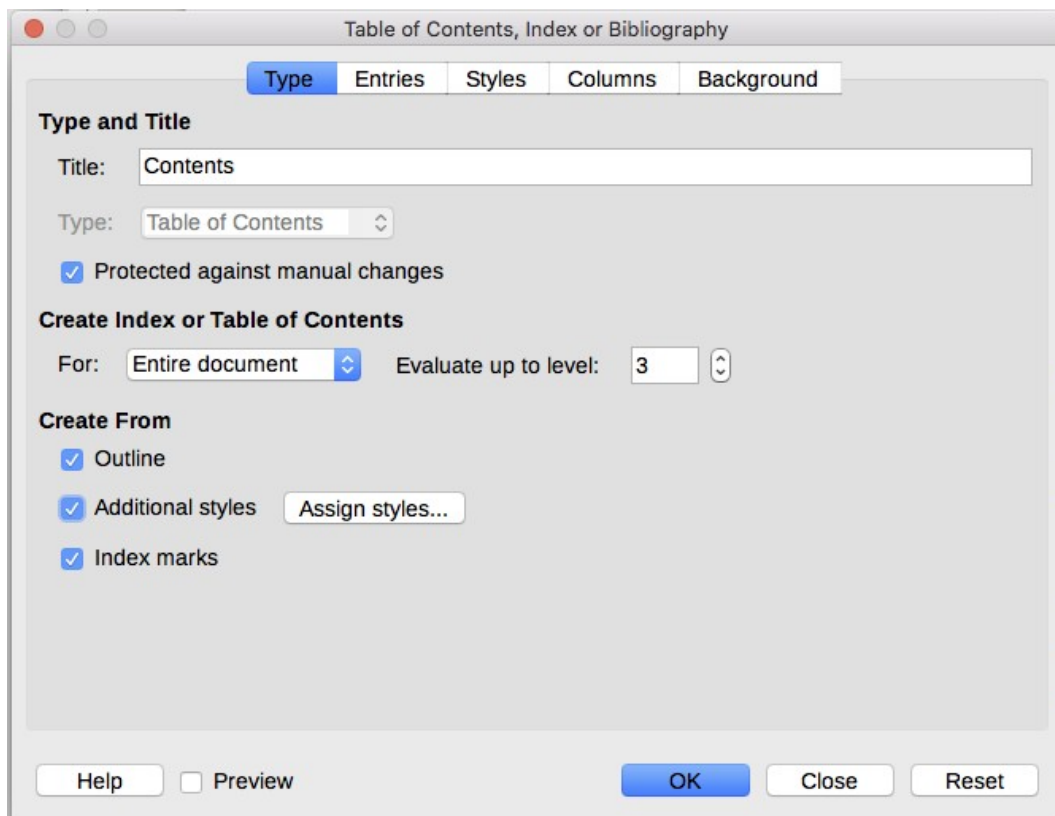 Table of Contents, Index or Bibliography
Type Entries Styles Columns Background
Type and Title
Title: Contents
Type: Table of Contents
Protected against manual changes
Create Index or Table of Contents
For: Entire document Evaluate up to level: 3
Create From
Outline
Additional styles Assign styles...
Index marks
Help Preview OK Close Reset